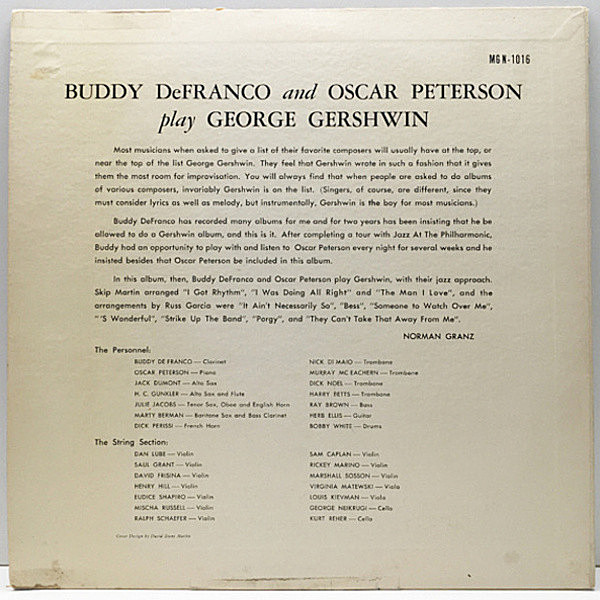 MG N-1016
BUDDY DeFRANCO and OSCAR PETERSON
play GEORGE GERSHWIN
Most musicians when asked to give a list of their favorite composers will usually have at the top, or
near the top of the list George Gershwin. They feel that Gershwin wrote in such a fashion that it gives
them the most room for improvisation. You will always find that when people are asked to do albums
of various composers, invariably Gershwin is on the list. (Singers, of course, are different, since they
must consider lyrics as well as melody, but instrumentally, Gershwin is the boy for most musicians.)
Buddy DeFranco has recorded many albums for me and for two years has been insisting that he be
allowed to do a Gershwin album, and this is it. After completing a tour with Jazz At The Philharmonic,
Buddy had an opportunity to play with and listen to Oscar Peterson every night for several weeks and he
insisted besides that Oscar Peterson be included in this album.
In this album, then, Buddy DeFranco and Oscar Peterson play Gershwin, with their jazz approach.
Skip Martin arranged "I Got Rhythm", "I Was Doing All Right" and "The Man I Love", and the
arrangements by Russ Garcia were "It Ain't Necessarily So", "Bess", "Someone to Watch Over Me",
"'S Wonderful", "Strike Up The Band", "Porgy", and "They Can't Take That Away From Me".
NORMAN GRANZ
The Personnel:
BUDDY DE FRANCO — Clarinet
OSCAR PETERSON — Piano
JACK DUMONT — Alto Sax
H. C. GUNKLER — Alto Sax and Flute
JULIE JACOBS — Tenor Sax, Oboe and English Horn
MARTY BERMAN — Baritone Sax and Bass Clarinet
DICK PERISSI — French Horn
NICK DI MAIO — Trombone
MURRAY MC EACHERN — Trombone
DICK NOEL — Trombone
HARRY BETTS — Trombone
RAY BROWN — Bass
HERB ELLIS — Guitar
BOBBY WHITE — Drums
The String Section:
DAN LUBE — Violin
SAUL GRANT — Violin
DAVID FRISINA — Violin
HENRY HILL — Violin
EUDICE SHAPIRO — Violin
MISCHA RUSSELL — Violin
RALPH SCHAEFER — Violin
SAM CAPLAN — Violin
RICKEY MARINO — Violin
MARSHALL SOSSON — Violin
VIRGINIA MATEWSKI — Viola
LOUIS KIEVMAN — Viola
GEORGE NEIKRUGI — Cello
KURT REHER — Cello
Cover Design by David Stone Martin